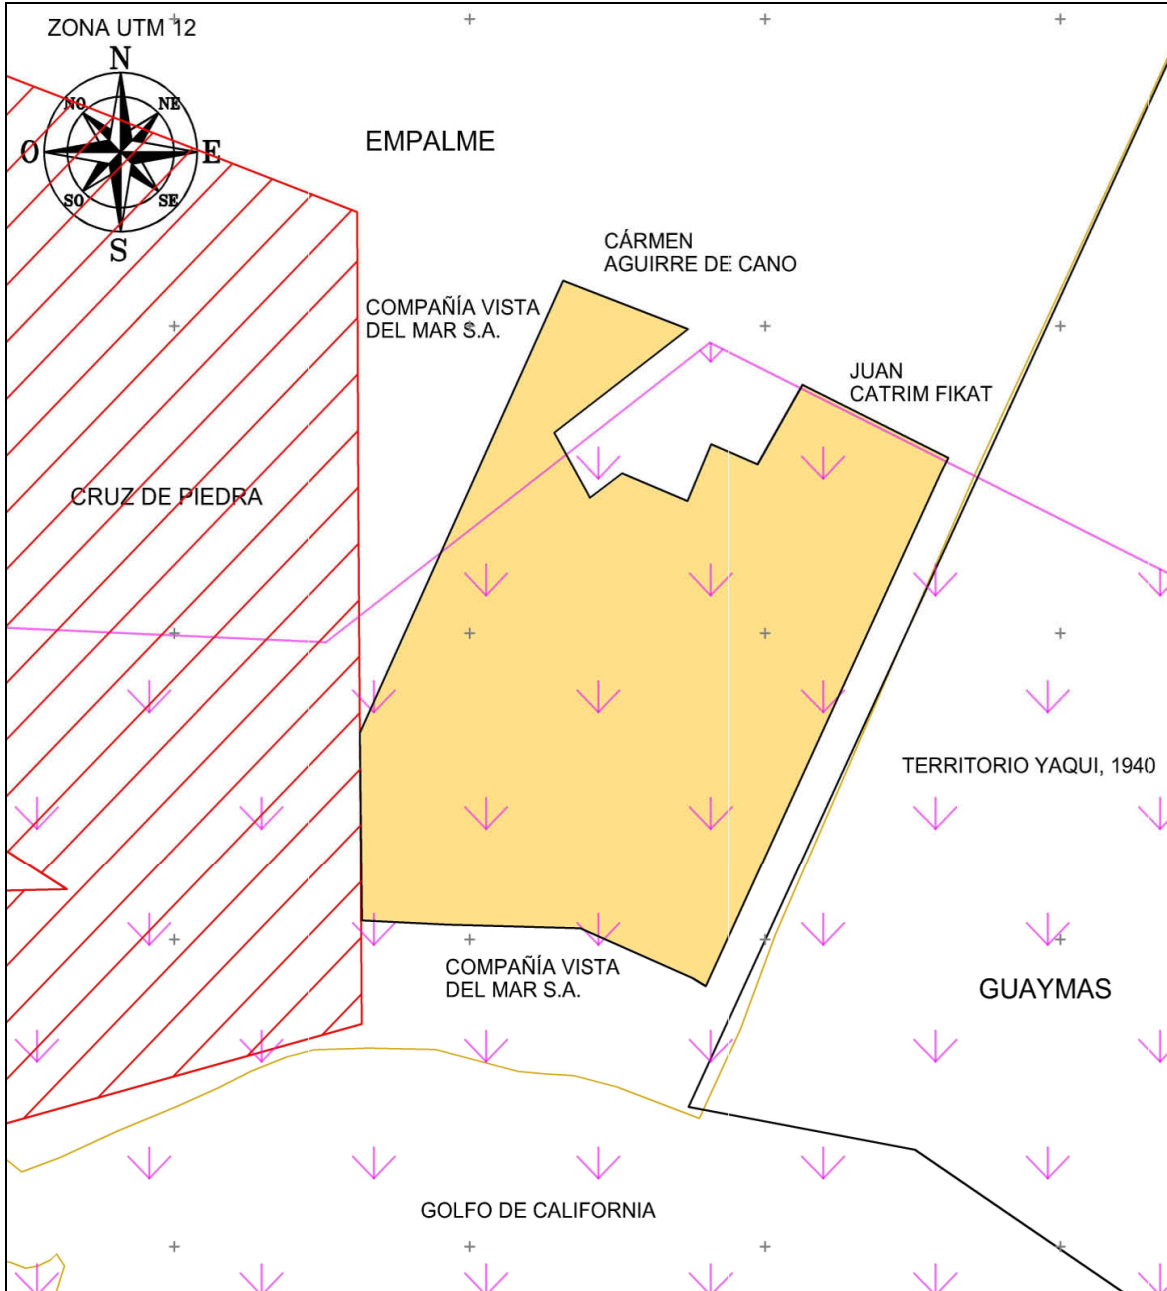 ZONA UTM 12
N
NO
NE
O
E
SO
SE
S
EMPALME
CÁRMEN
AGUIRRE DE CANO
COMPAÑÍA VISTA
DEL MAR S.A.
JUAN
CATRIM FIKAT
CRUZ DE PIEDRA
TERRITORIO YAQUI, 1940
COMPAÑÍA VISTA
DEL MAR S.A.
GUAYMAS
GOLFO DE CALIFORNIA